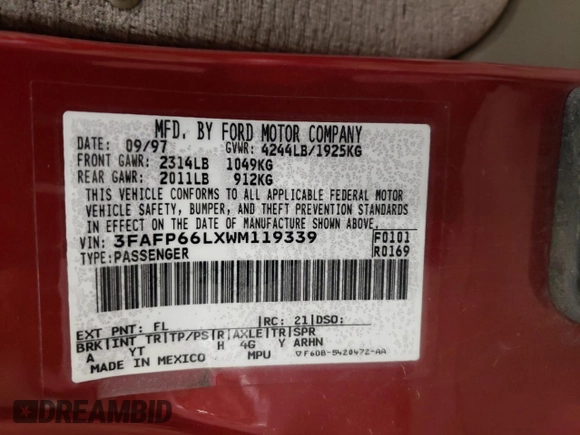 MFD. BY FORD MOTOR COMPANY
DATE: 09/97 GVWR: 4244LB/1925KG
FRONT GAWR: 2314LB 1049KG
REAR GAWR: 2011LB 912KG
THIS VEHICLE CONFORMS TO ALL APPLICABLE FEDERAL MOTOR
VEHICLE SAFETY, BUMPER, AND THEFT PREVENTION STANDARDS
IN EFFECT ON THE DATE OF MANUFACTURE SHOWN ABOVE.
VIN: 3FAFP66LXWM119339 F0101
TYPE: PASSENGER R0169
EXT PNT: FL RC: 21 DSO:
BRK INT TR TP/PS R AXLE TR SPR
A YT H 4G Y ARHN
MADE IN MEXICO MPU F6DB-5420472-AA
DREAMBID